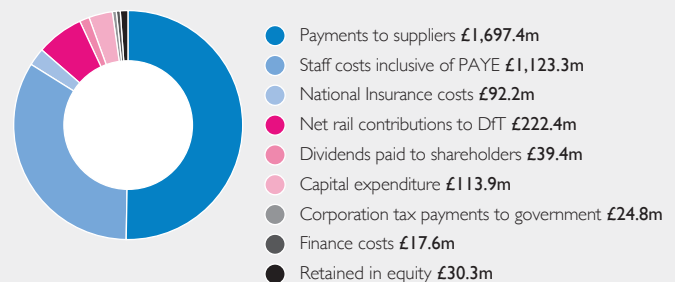 Payments to suppliers £1,697.4m
Staff costs inclusive of PAYE £1,123.3m
National Insurance costs £92.2m
Net rail contributions to DfT £222.4m
Dividends paid to shareholders £39.4m
Capital expenditure £113.9m
Corporation tax payments to government £24.8m
Finance costs £17.6m
Retained in equity £30.3m